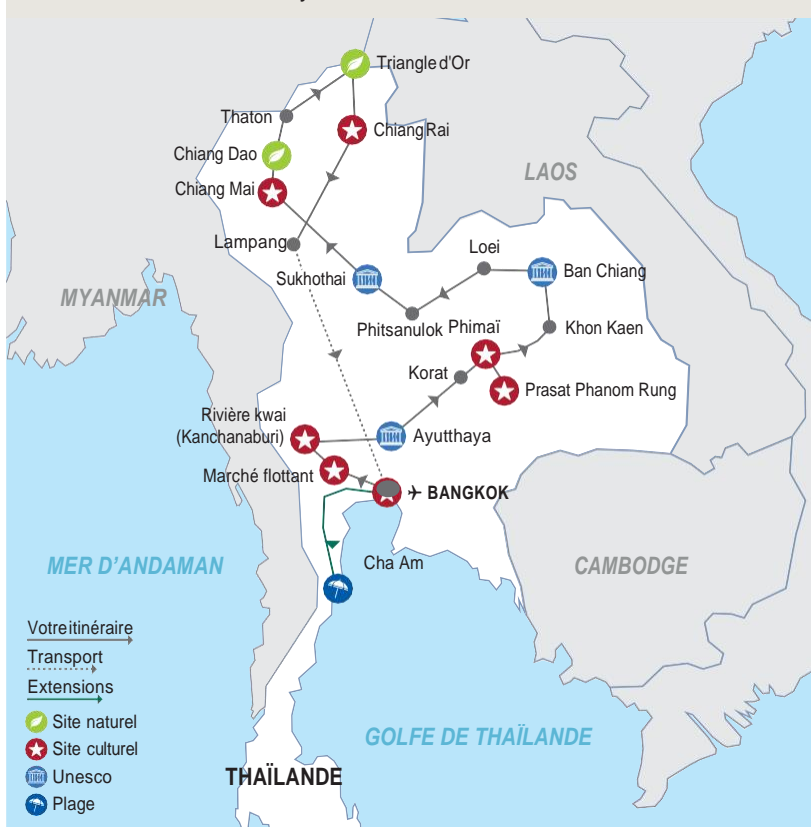 Triangle d'Or
Thaton
Chiang Rai
Chiang Dao
Chiang Mai
LAOS
Lampang
Loei
Sukhothai
Ban Chiang
MYANMAR
Phitsanulok
Phimaï
Khon Kaen
Korat
Prasat Phanom Rung
Rivière kwai
(Kanchanaburi)
Ayutthaya
Marché flottant
BANGKOK
MER D'ANDAMAN
Cha Am
CAMBODGE
Votre itinéraire
Transport
Extensions
Site naturel
Site culturel
GOLFE DE THAÏLANDE
Unesco
THAÏLANDE
Plage